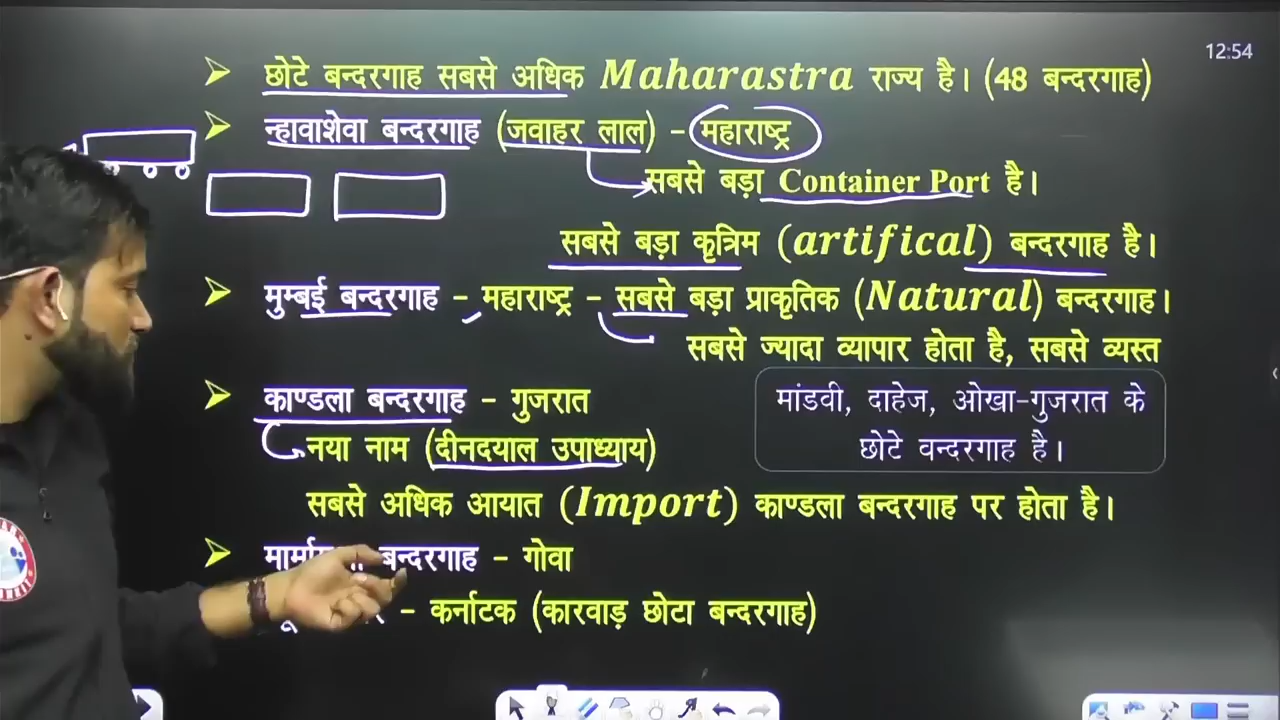 12:54
➢ छोटे बन्दरगाह सबसे अधिक Maharastra राज्य है। (48 बन्दरगाह)
➢ न्हावाशेवा बन्दरगाह (जवाहर लाल) – महाराष्ट्र
सबसे बड़ा Container Port है।
सबसे बड़ा कृत्रिम (artifical) बन्दरगाह है।
➢ मुम्बई बन्दरगाह – महाराष्ट्र – सबसे बड़ा प्राकृतिक (Natural) बन्दरगाह।
सबसे ज्यादा व्यापार होता है, सबसे व्यस्त
➢ काण्डला बन्दरगाह – गुजरात
नया नाम (दीनदयाल उपाध्याय)
मांडवी, दाहेज, ओखा-गुजरात के
छोटे वन्दरगाह है।
सबसे अधिक आयात (Import) काण्डला बन्दरगाह पर होता है।
➢ बन्दरगाह – गोवा
– कर्नाटक (कारवाड़ छोटा बन्दरगाह)